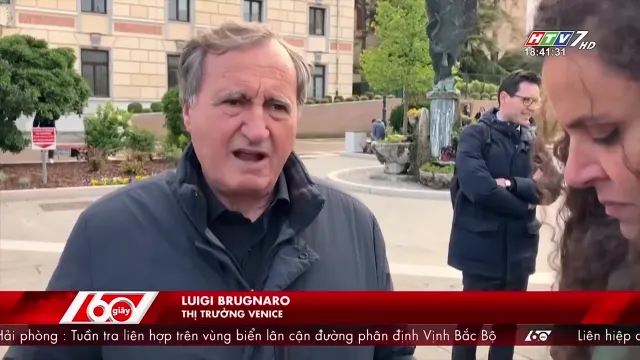 HTV7 HD
18:41:31
LUIGI BRUGNARO
THỊ TRƯỞNG VENICE
60 giây
Hải phòng : Tuần tra liên hợp trên vùng biển lân cận đường phân định Vịnh Bắc Bộ 60 Liên hiệp